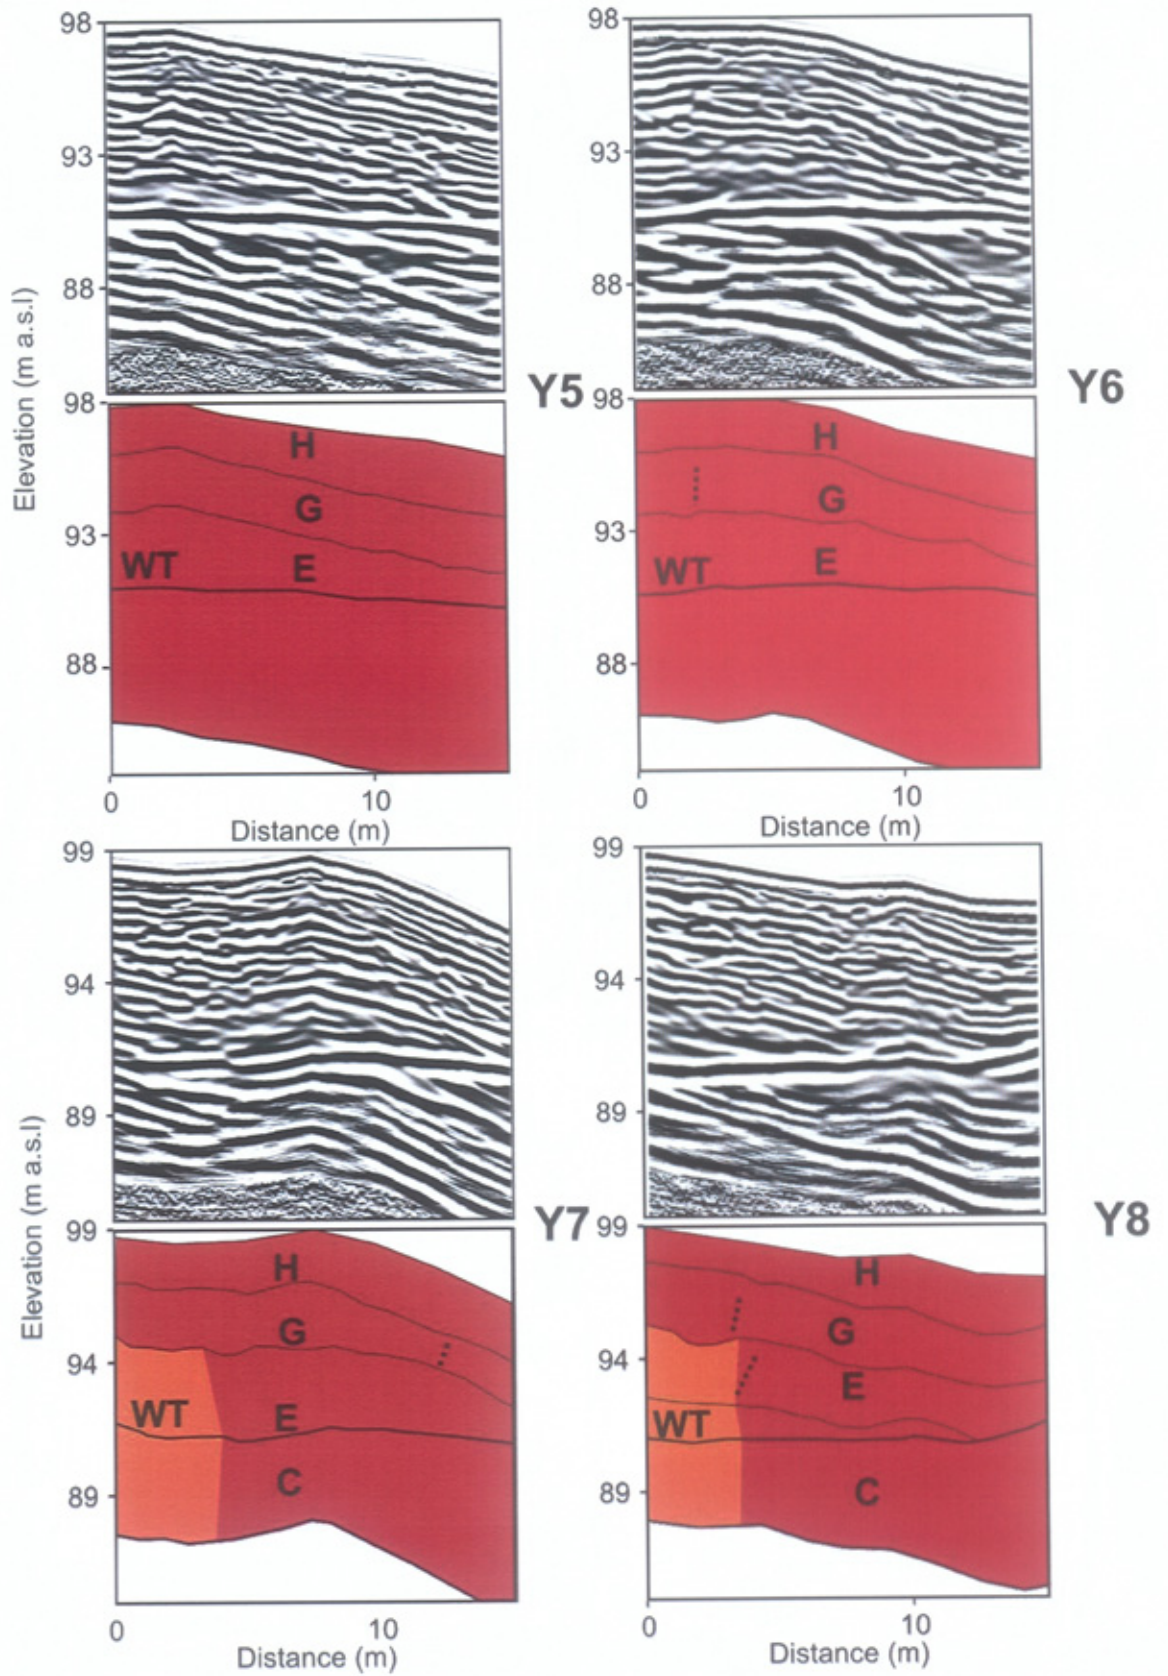 98
93
88
98
93
88
Elevation (m a.s.l)
Y5
Y6
98
93
88
98
93
88
H
G
E
WT
H
G
E
WT
0
10
Distance (m)
0
10
Distance (m)
99
94
89
99
94
89
Elevation (m a.s.l)
Y7
Y8
99
94
89
99
94
89
H
G
WT
E
C
H
G
E
WT
C
0
10
Distance (m)
0
10
Distance (m)